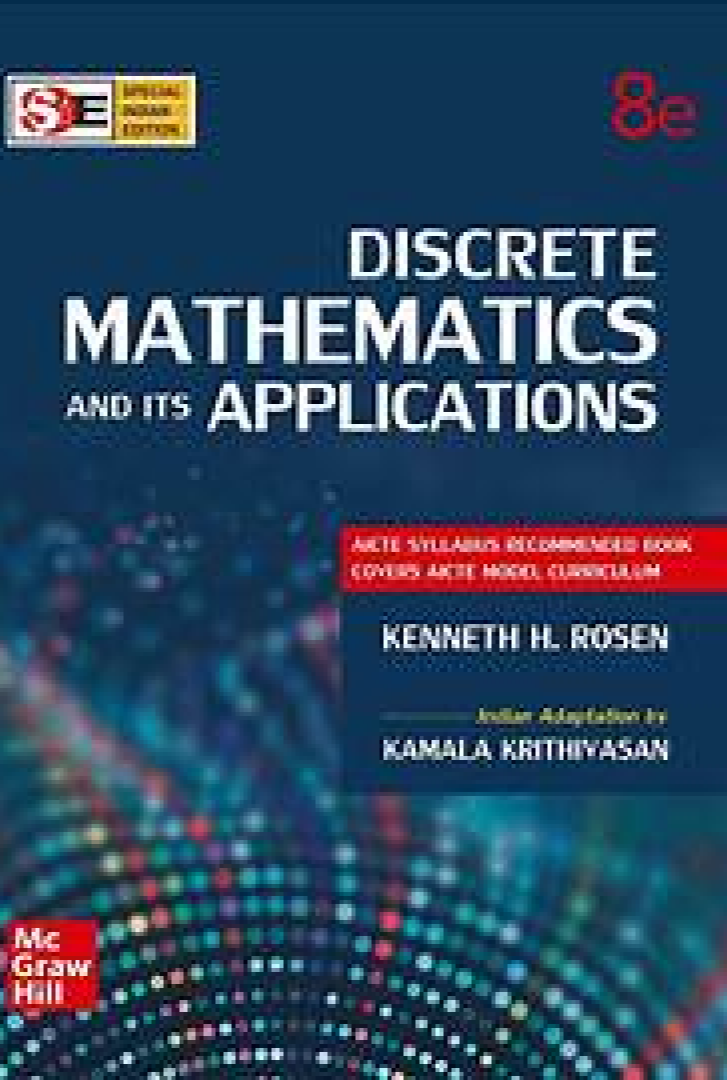 SIE
SPECIAL
INDIAN
EDITION
8e
DISCRETE
MATHEMATICS
AND ITS APPLICATIONS
AICTE SYLLABUS RECOMMENDED BOOK
COVERS AICTE MODEL CURRICULUM
KENNETH H. ROSEN
Indian Adaptation by
KAMALA KRITHIVASAN
Mc
Graw
Hill